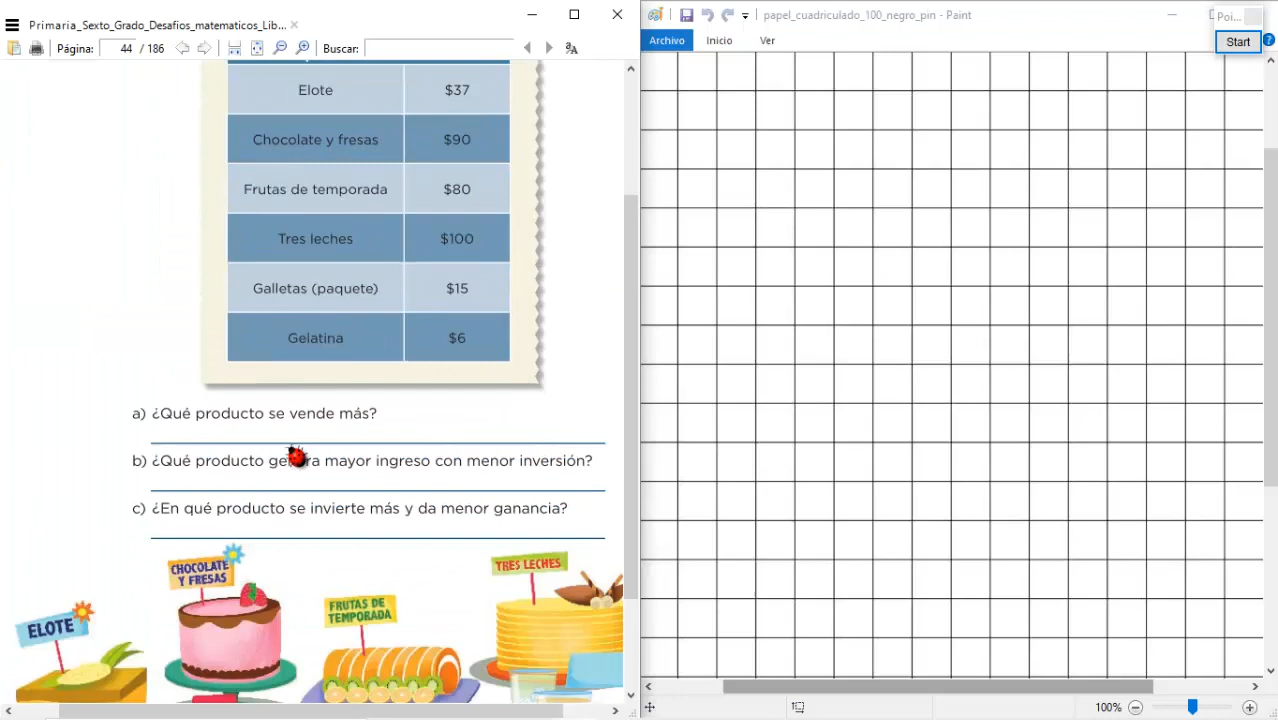 Primaria_Sexto_Grado_Desafios_matematicos_Lib...
Página: 44 / 186
Buscar:
Elote $37
Chocolate y fresas $90
Frutas de temporada $80
Tres leches $100
Galletas (paquete) $15
Gelatina $6
a) ¿Qué producto se vende más?
b) ¿Qué producto genera mayor ingreso con menor inversión?
c) ¿En qué producto se invierte más y da menor ganancia?
ELOTE
CHOCOLATE
Y FRESAS
FRUTAS DE
TEMPORADA
TRES LECHES
papel_cuadriculado_100_negro_pin - Paint
Poi...
Archivo Inicio Ver
Start
100%